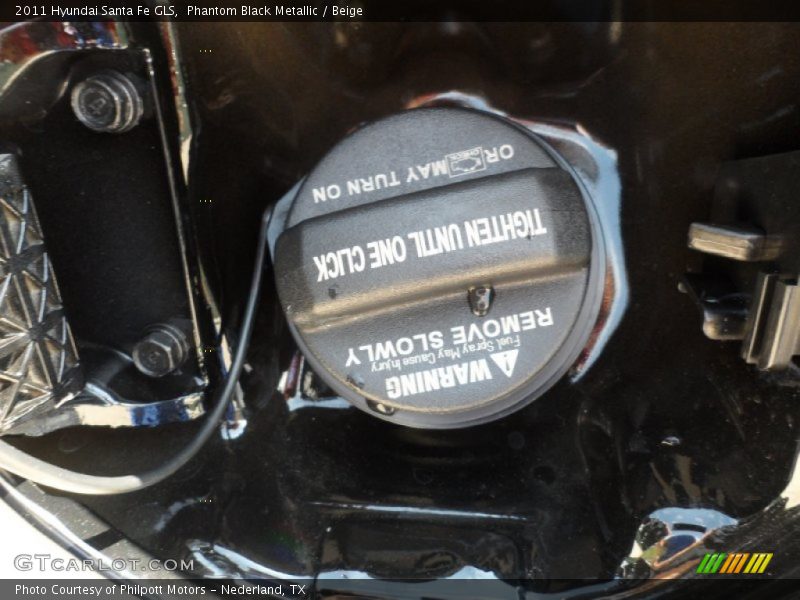 2011 Hyundai Santa Fe GLS, Phantom Black Metallic / Beige
WARNING
Fuel Spray May Cause Injury
REMOVE SLOWLY
TIGHTEN UNTIL ONE CLICK
OR CHECK MAY TURN ON
GTCARLOT.COM
Photo Courtesy of Philpott Motors - Nederland, TX